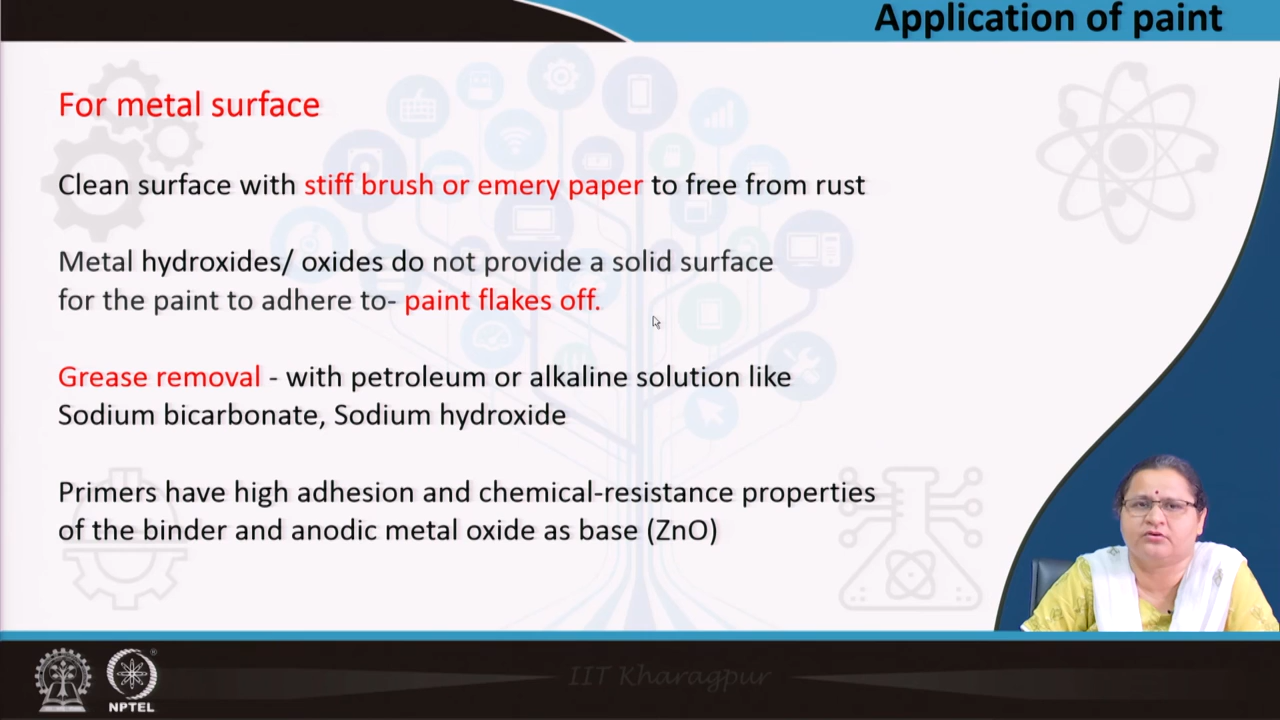 Application of paint
For metal surface
Clean surface with stiff brush or emery paper to free from rust
Metal hydroxides/ oxides do not provide a solid surface
for the paint to adhere to- paint flakes off.
Grease removal - with petroleum or alkaline solution like
Sodium bicarbonate, Sodium hydroxide
Primers have high adhesion and chemical-resistance properties
of the binder and anodic metal oxide as base (ZnO)
NPTEL
IIT Kharagpur